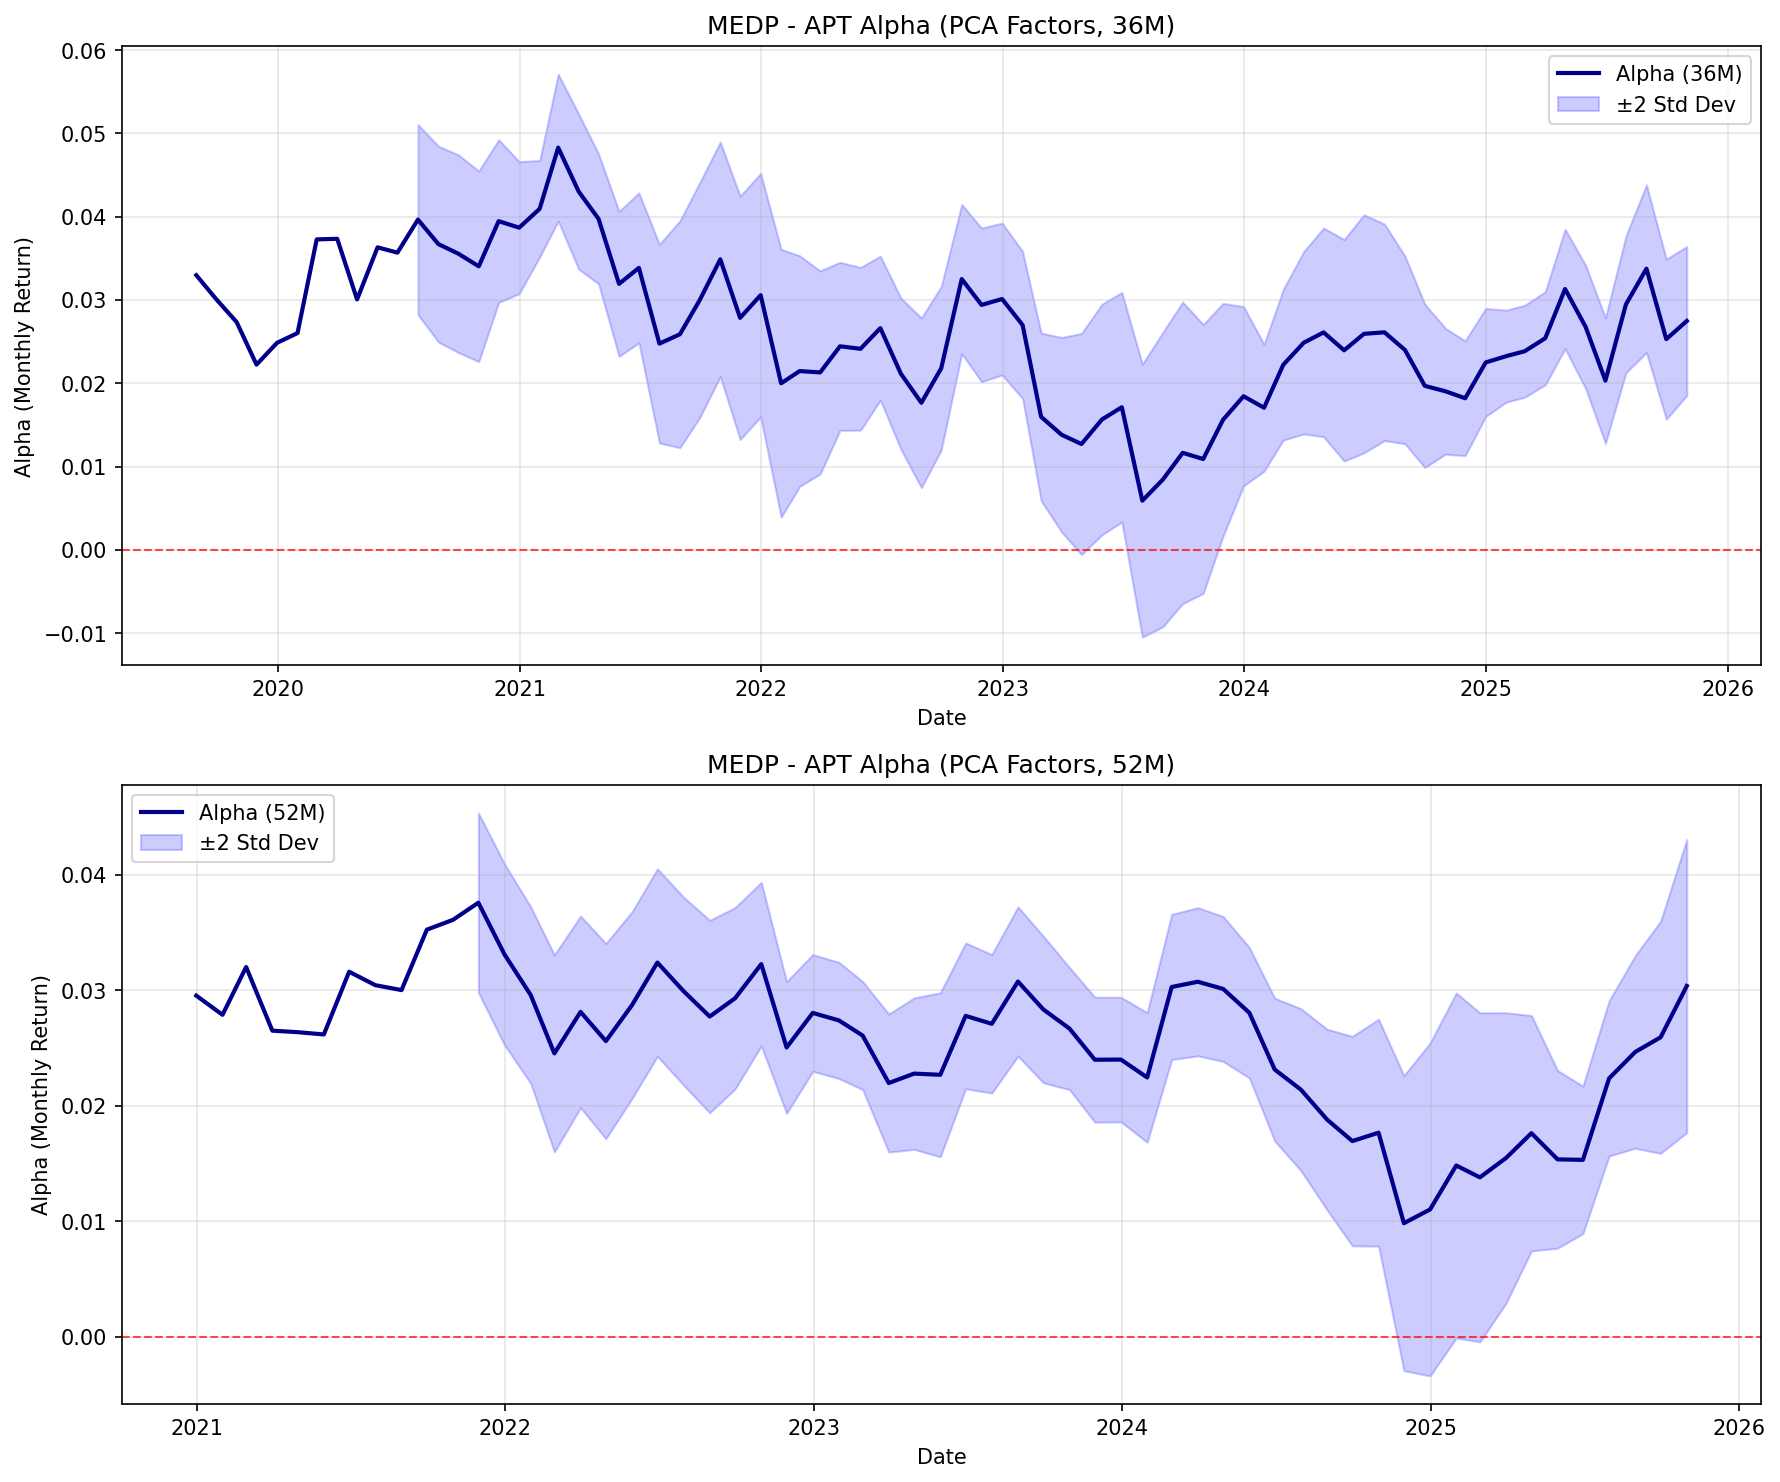 MEDP - APT Alpha (PCA Factors, 36M)
Alpha (Monthly Return)
0.06
0.05
0.04
0.03
0.02
0.01
0.00
−0.01
Alpha (36M)
±2 Std Dev
2020 2021 2022 2023 2024 2025 2026
Date
MEDP - APT Alpha (PCA Factors, 52M)
Alpha (Monthly Return)
0.04
0.03
0.02
0.01
0.00
Alpha (52M)
±2 Std Dev
2021 2022 2023 2024 2025 2026
Date